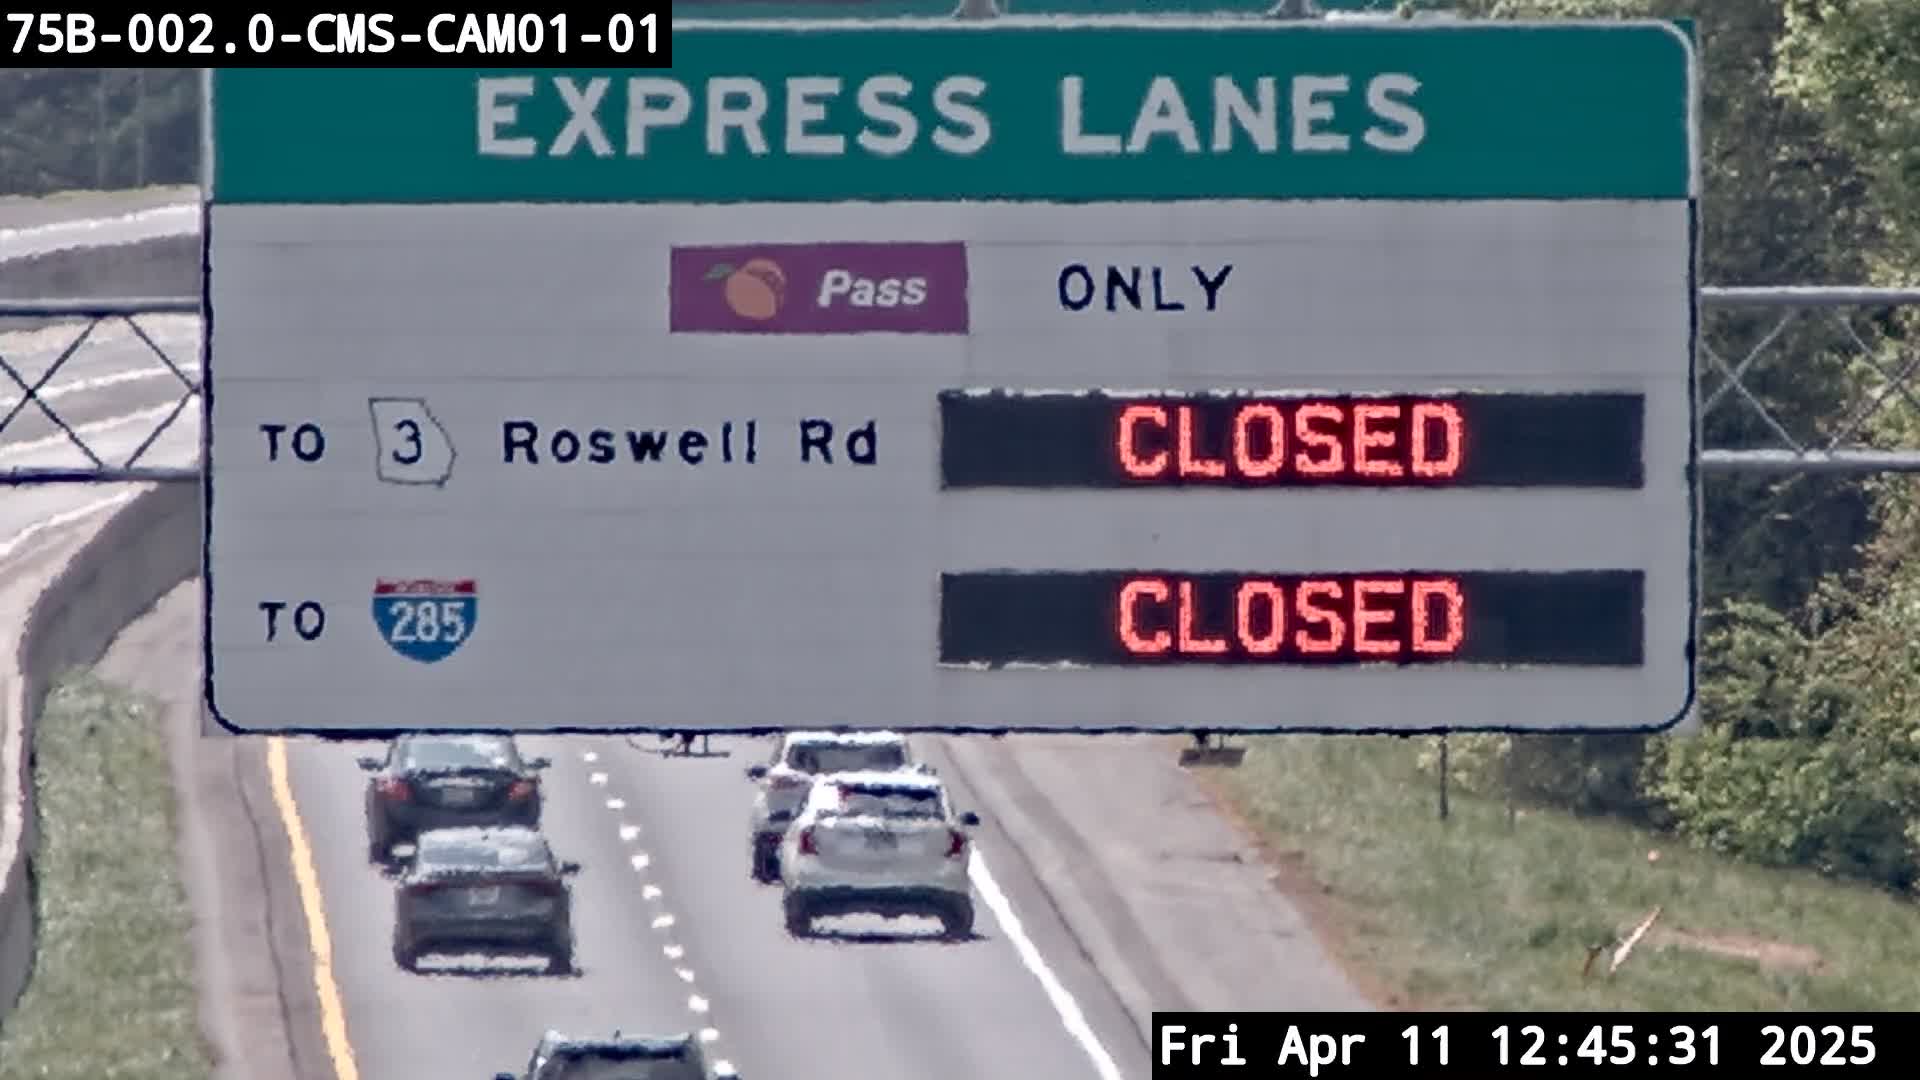 75B-002.0-CMS-CAM01-01
EXPRESS LANES
Pass ONLY
TO 3 Roswell Rd CLOSED
TO 285 CLOSED
Fri Apr 11 12:45:31 2025